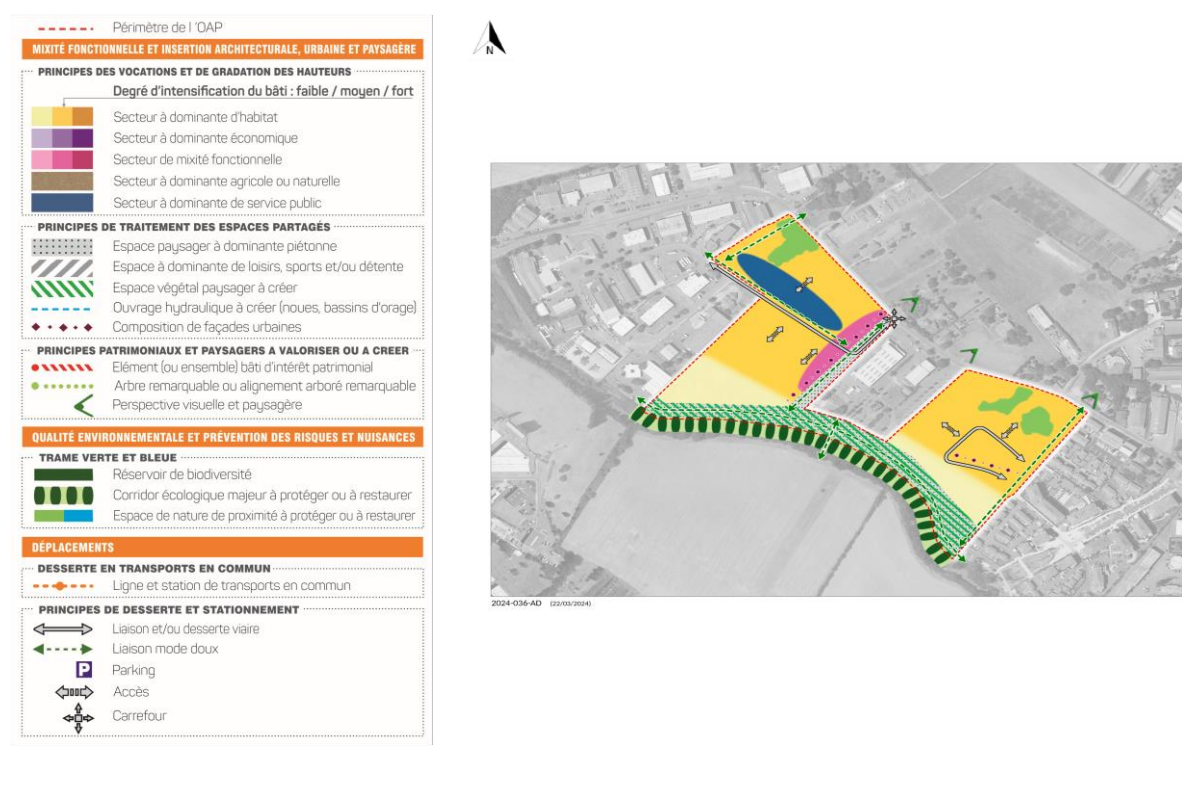 Périmètre de l 'OAP
MIXITÉ FONCTIONNELLE ET INSERTION ARCHITECTURALE, URBAINE ET PAYSAGÈRE
PRINCIPES DES VOCATIONS ET DE GRADATION DES HAUTEURS
Degré d'intensification du bâti : faible / moyen / fort
Secteur à dominante d'habitat
Secteur à dominante économique
Secteur de mixité fonctionnelle
Secteur à dominante agricole ou naturelle
Secteur à dominante de service public
PRINCIPES DE TRAITEMENT DES ESPACES PARTAGÉS
Espace paysager à dominante piétonne
Espace à dominante de loisirs, sports et/ou détente
Espace végétal paysager à créer
Ouvrage hydraulique à créer (noues, bassins d'orage)
Composition de façades urbaines
PRINCIPES PATRIMONIAUX ET PAYSAGERS A VALORISER OU A CREER
Elément (ou ensemble) bâti d'intérêt patrimonial
Arbre remarquable ou alignement arboré remarquable
Perspective visuelle et paysagère
QUALITÉ ENVIRONNEMENTALE ET PRÉVENTION DES RISQUES ET NUISANCES
TRAME VERTE ET BLEUE
Réservoir de biodiversité
Corridor écologique majeur à protéger ou à restaurer
Espace de nature de proximité à protéger ou à restaurer
DÉPLACEMENTS
DESSERTE EN TRANSPORTS EN COMMUN
Ligne et station de transports en commun
PRINCIPES DE DESSERTE ET STATIONNEMENT
Liaison et/ou desserte viaire
Liaison mode doux
P Parking
Accès
Carrefour
N
2024-036-AD (22/03/2024)